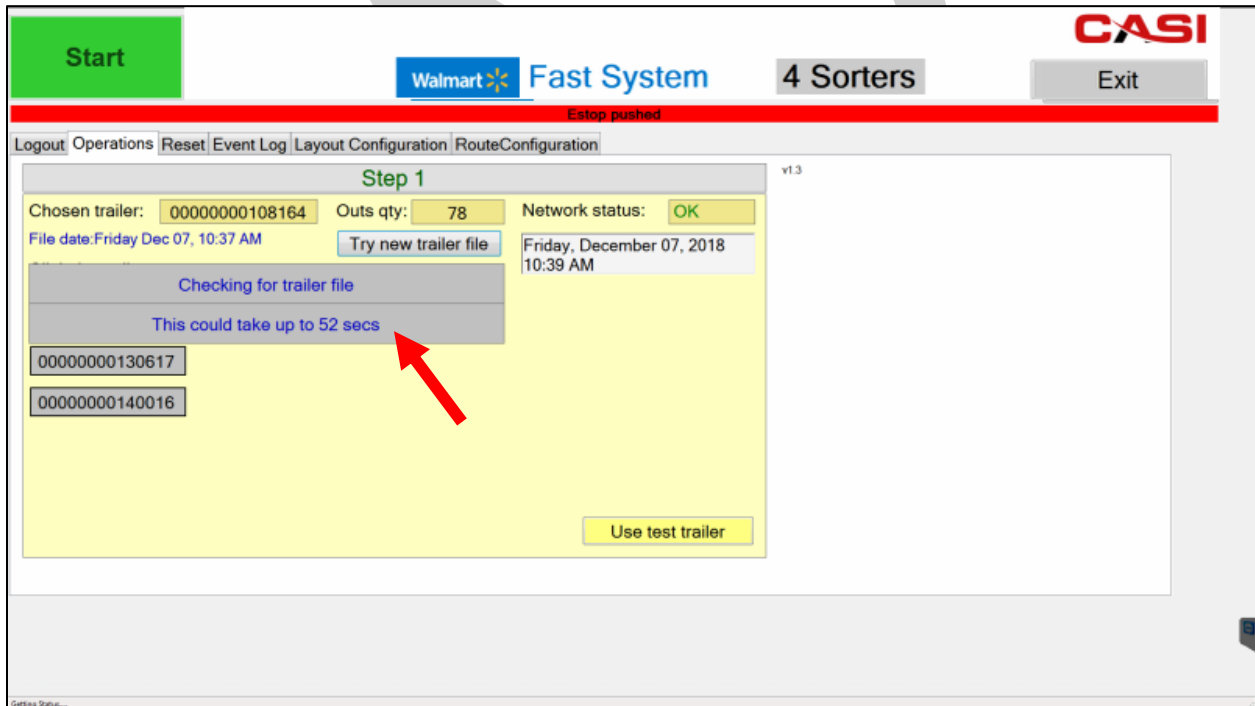 Start
CASI
Walmart
Fast System
4 Sorters
Exit
Estop pushed
Logout Operations Reset Event Log Layout Configuration RouteConfiguration
Step 1
v1.3
Chosen trailer: 00000000108164 Outs qty: 78 Network status: OK
File date:Friday Dec 07, 10:37 AM
Try new trailer file
Friday, December 07, 2018
10:39 AM
Checking for trailer file
This could take up to 52 secs
00000000130617
00000000140016
Use test trailer
Getting Status...